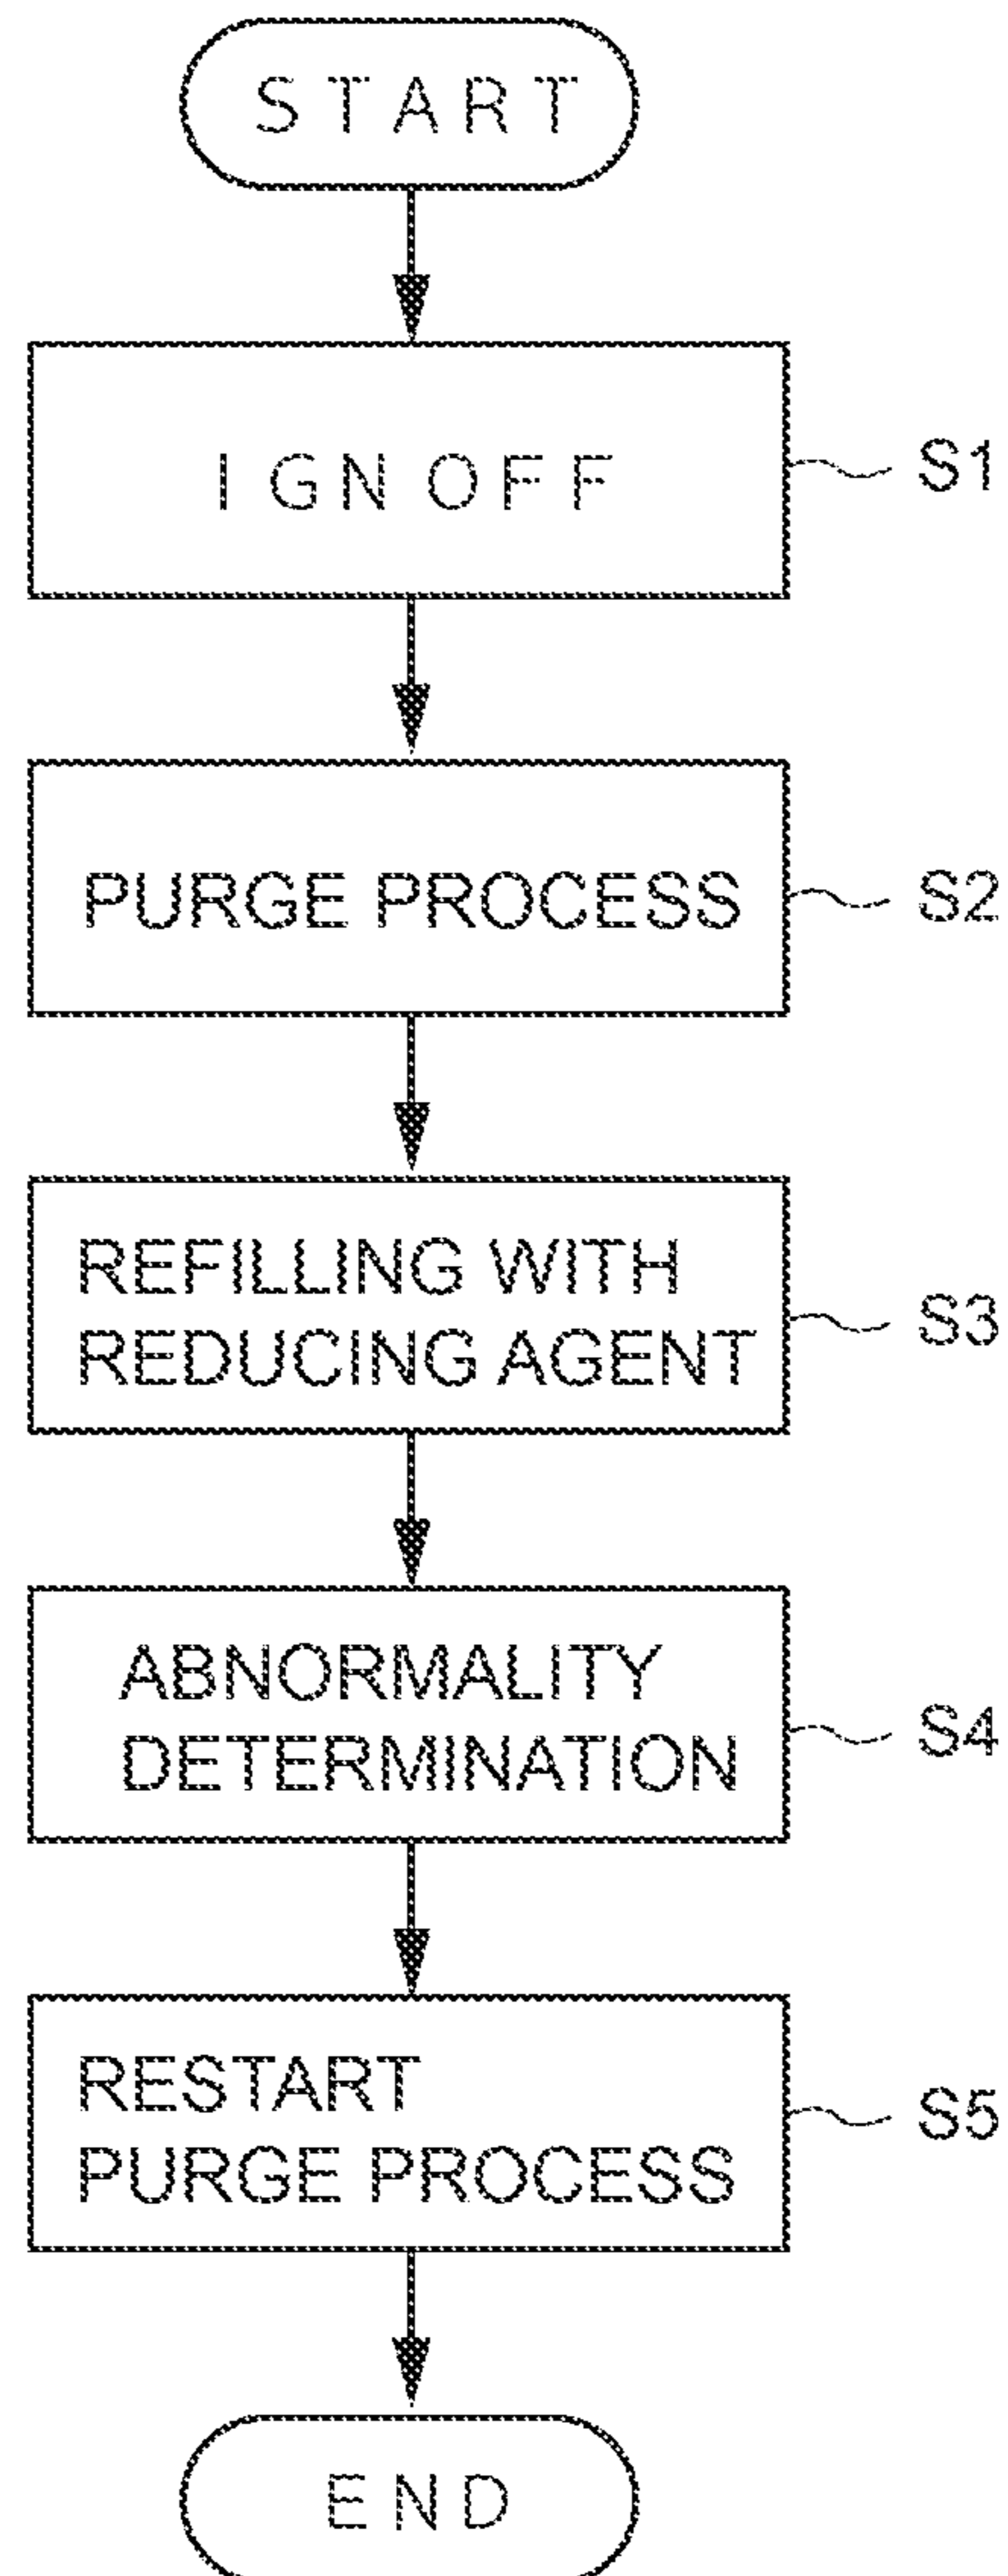 START
IGN OFF
S1
PURGE PROCESS
S2
REFILLING WITH
REDUCING AGENT
S3
ABNORMALITY
DETERMINATION
S4
RESTART
PURGE PROCESS
S5
END